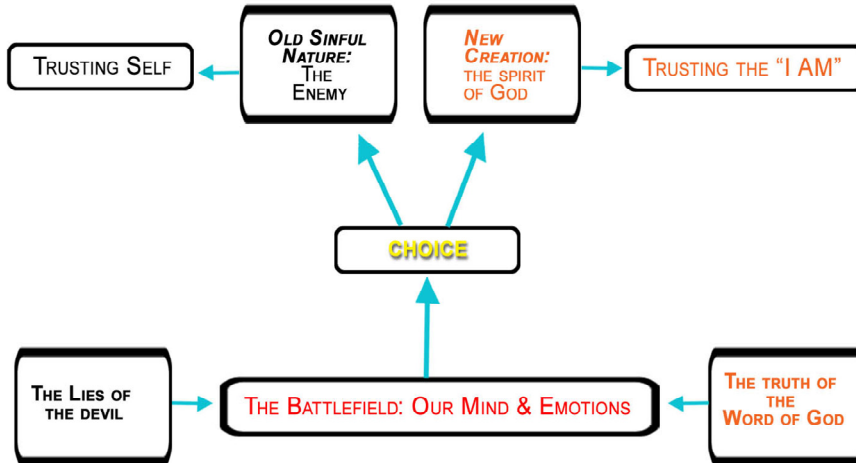 Trusting Self
Old Sinful
Nature:
The
Enemy
New
Creation:
the spirit
of God
Trusting the “I AM”
CHOICE
The Lies of
the devil
The Battlefield: Our Mind & Emotions
The truth of
the
Word of God